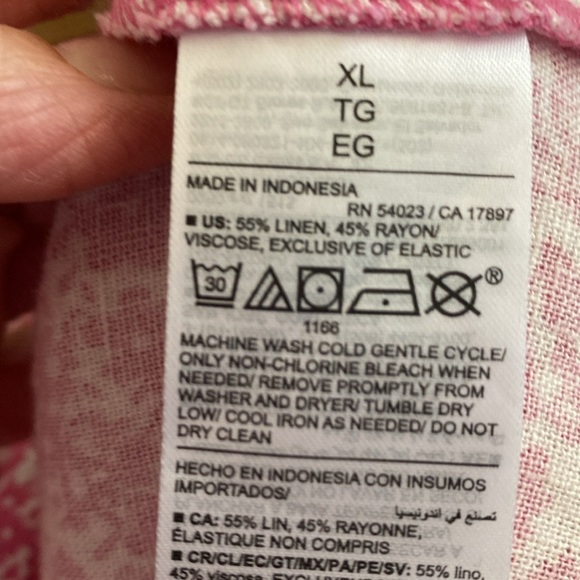 XL
TG
EG
MADE IN INDONESIA
RN 54023 / CA 17897
■ US: 55% LINEN, 45% RAYON/
VISCOSE, EXCLUSIVE OF ELASTIC
30
®
1166
MACHINE WASH COLD GENTLE CYCLE/
ONLY NON-CHLORINE BLEACH WHEN
NEEDED/ REMOVE PROMPTLY FROM
WASHER AND DRYER/ TUMBLE DRY
LOW/ COOL IRON AS NEEDED/ DO NOT
DRY CLEAN
HECHO EN INDONESIA CON INSUMOS
IMPORTADOS/
تصنع في اندونيسيا
■ CA: 55% LIN, 45% RAYONNE,
ÉLASTIQUE NON COMPRIS
■ CR/CL/EC/GT/MX/PA/PE/SV: 55% lino,
45% viscosa,